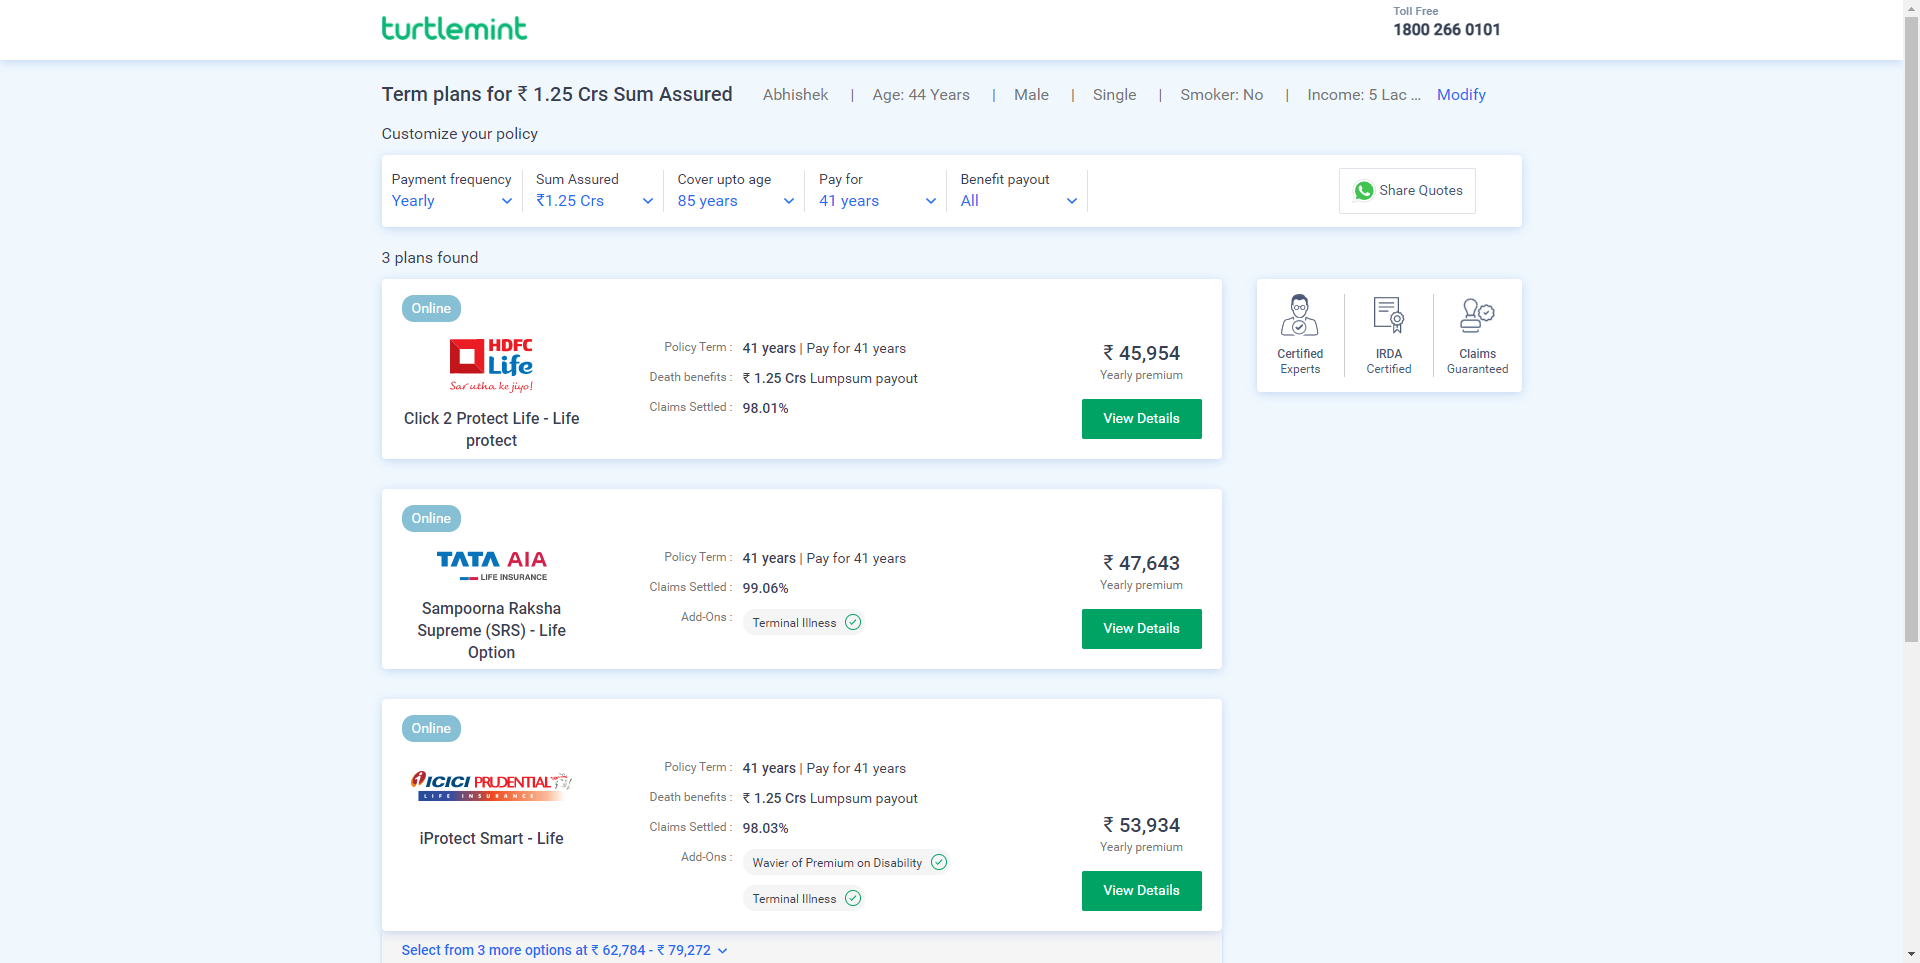 turtlemint
Toll Free
1800 266 0101
Term plans for ₹ 1.25 Crs Sum Assured Abhishek | Age: 44 Years | Male | Single | Smoker: No | Income: 5 Lac ... Modify
Customize your policy
Payment frequency Sum Assured Cover upto age Pay for Benefit payout
Yearly ₹1.25 Crs 85 years 41 years All
Share Quotes
3 plans found
Online
HDFC
Life
Sar utha ke jiyo!
Click 2 Protect Life - Life
protect
Policy Term : 41 years | Pay for 41 years
Death benefits : ₹ 1.25 Crs Lumpsum payout
Claims Settled : 98.01%
₹ 45,954
Yearly premium
View Details
Certified
Experts
IRDA
Certified
Claims
Guaranteed
Online
TATA AIA
LIFE INSURANCE
Sampoorna Raksha
Supreme (SRS) - Life
Option
Policy Term : 41 years | Pay for 41 years
Claims Settled : 99.06%
Add-Ons : Terminal Illness
₹ 47,643
Yearly premium
View Details
Online
ICICI PRUDENTIAL
LIFE INSURANCE
iProtect Smart - Life
Policy Term : 41 years | Pay for 41 years
Death benefits : ₹ 1.25 Crs Lumpsum payout
Claims Settled : 98.03%
Add-Ons : Wavier of Premium on Disability
Terminal Illness
₹ 53,934
Yearly premium
View Details
Select from 3 more options at ₹ 62,784 - ₹ 79,272